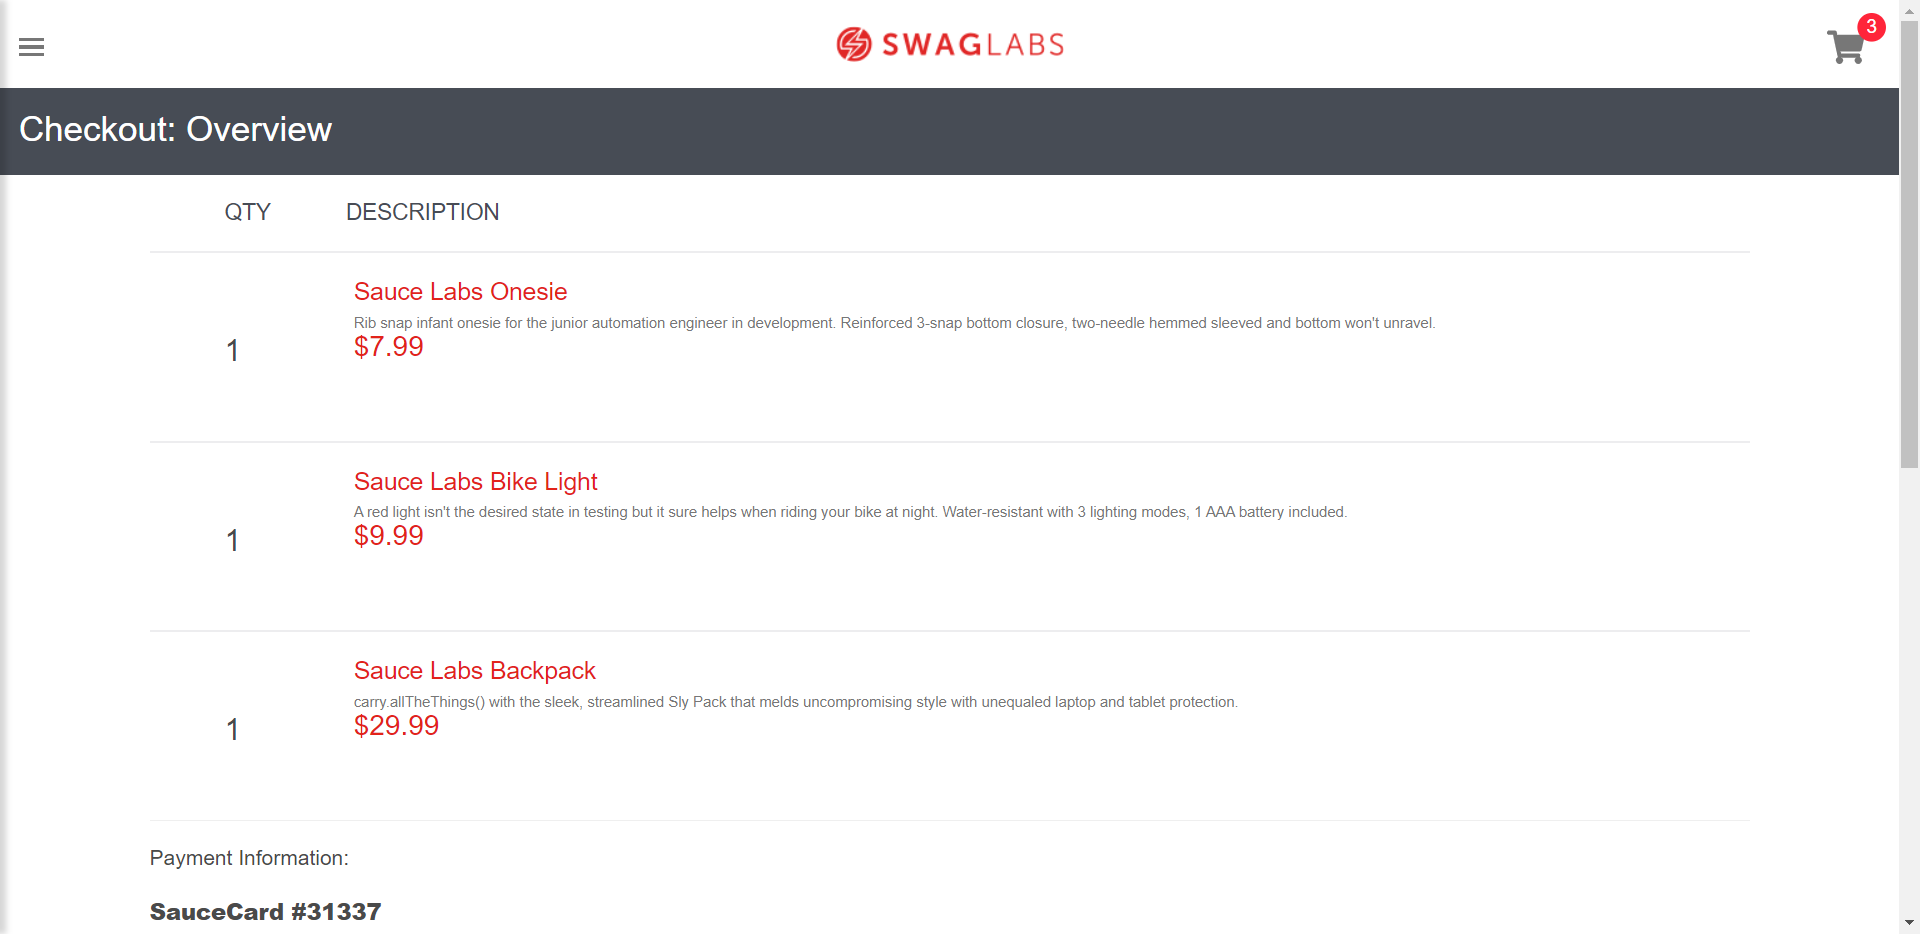 SWAGLABS
3
Checkout: Overview
QTY DESCRIPTION
Sauce Labs Onesie
Rib snap infant onesie for the junior automation engineer in development. Reinforced 3-snap bottom closure, two-needle hemmed sleeved and bottom won't unravel.
1
$7.99
Sauce Labs Bike Light
A red light isn't the desired state in testing but it sure helps when riding your bike at night. Water-resistant with 3 lighting modes, 1 AAA battery included.
1
$9.99
Sauce Labs Backpack
carry.allTheThings() with the sleek, streamlined Sly Pack that melds uncompromising style with unequaled laptop and tablet protection.
1
$29.99
Payment Information:
SauceCard #31337